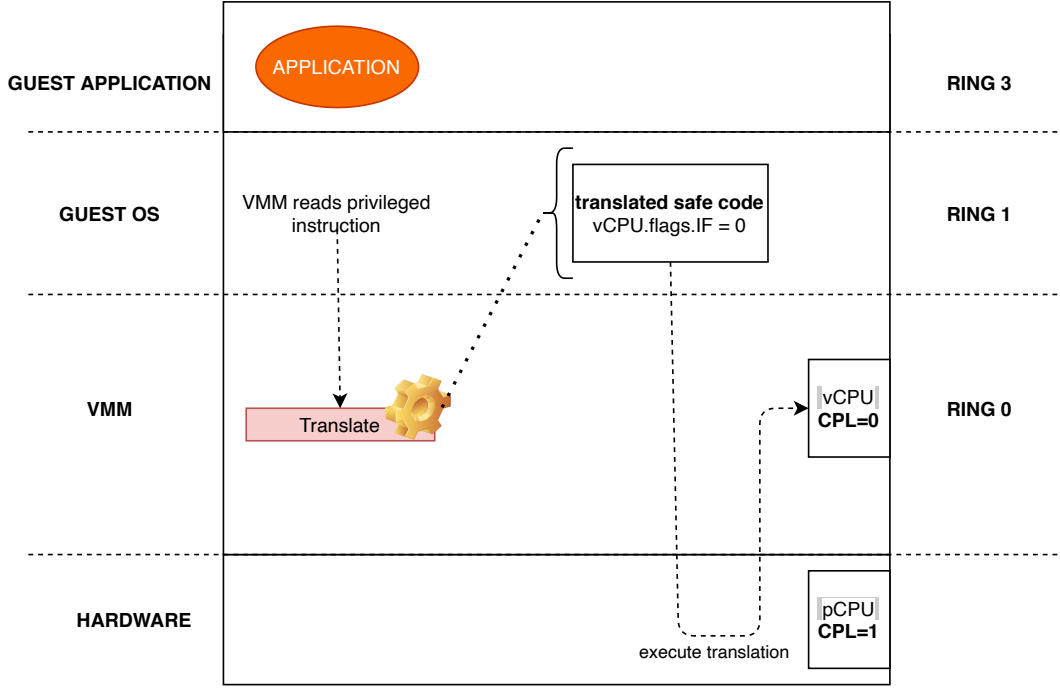 APPLICATION
GUEST APPLICATION
RING 3
VMM reads privileged
instruction
translated safe code
vCPU.flags.IF = 0
GUEST OS
RING 1
VMM
Translate
vCPU
CPL=0
RING 0
HARDWARE
pCPU
CPL=1
execute translation